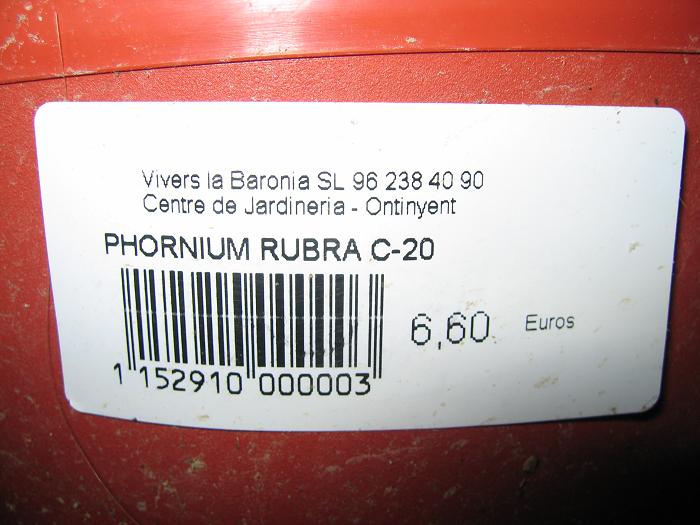 Vivers la Baronia SL 96 238 40 90
Centre de Jardineria - Ontinyent
PHORNIUM RUBRA C-20
6,60 Euros
1 152910 000003